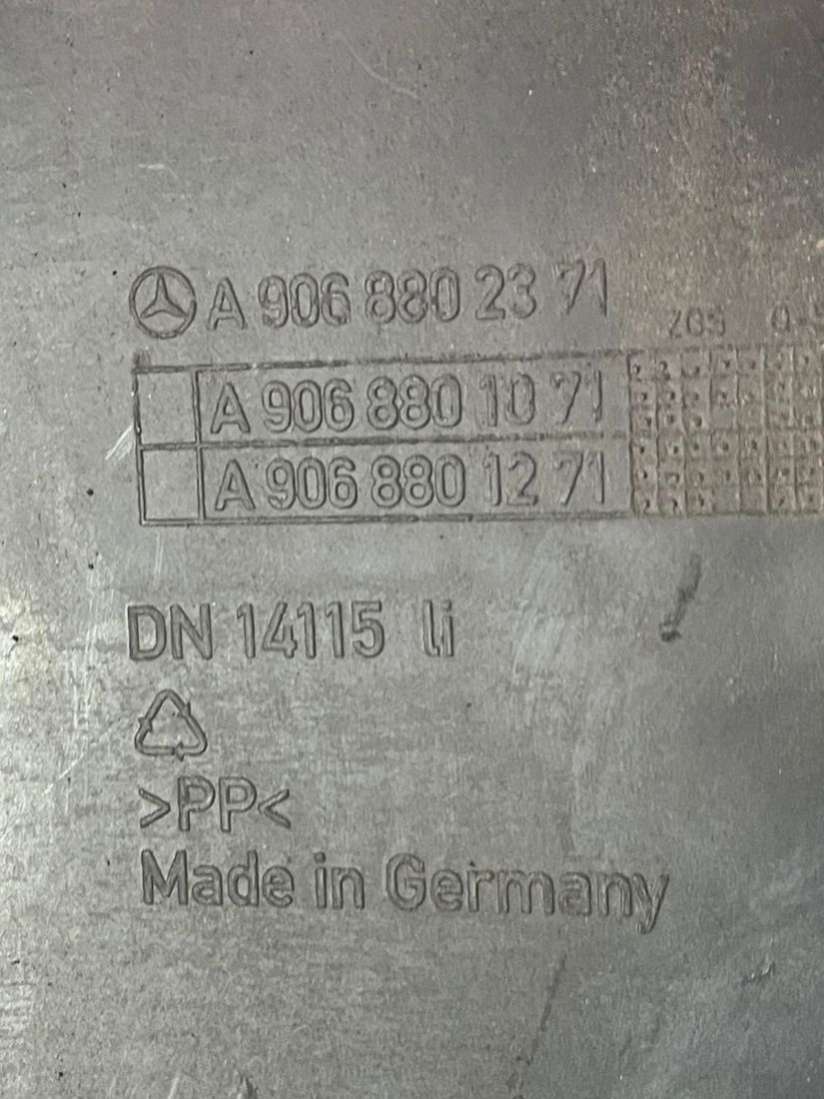 A 906 880 23 71
A 906 880 10 71
A 906 880 12 71
DN 14115 li
>PP<
Made in Germany